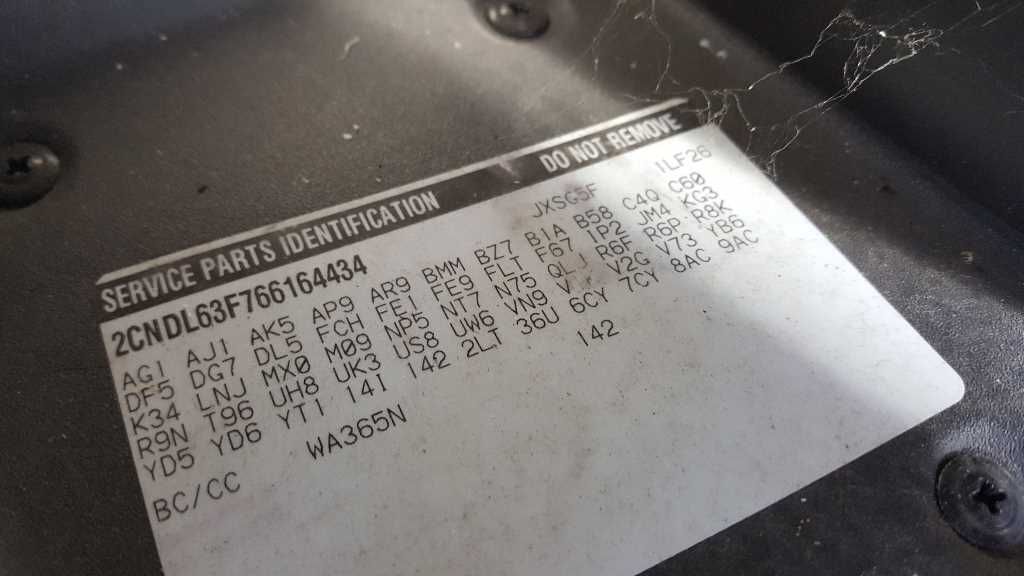 SERVICE PARTS IDENTIFICATION DO NOT REMOVE
2CNDL63F766164434 JXSG5F 1LF26
AG1 AJ1 AK5 AP9 AR9 BMM BZ7 B1A B58 C4Q C60
DF5 DG7 DL5 FCH FE1 FE9 FL1 F67 JP2 JM4 KG3
K34 LNJ MX0 M09 NP5 NT7 N75 QLJ R6F R6P R8K
R9N T96 UH8 UK3 US8 UW6 VN9 V2G V73 YB6
YD5 YD6 YT1 141 142 2LT 36U 6CY 7CY 8AC 9AC
BC/CC WA365N 142